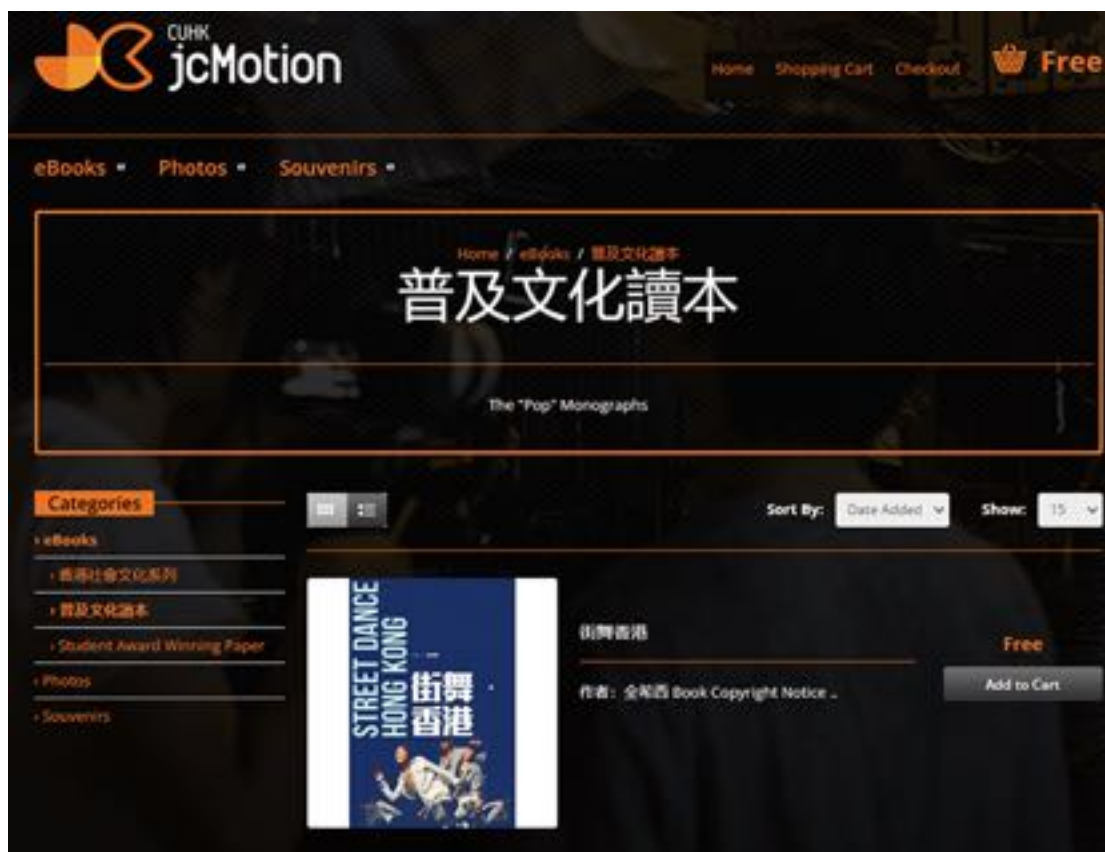 CUHK
jcMotion
Home Shopping Cart Checkout Free
eBooks Photos Souvenirs
Home / eBooks / 普及文化讀本
普及文化讀本
The "Pop" Monographs
Categories
Sort By: Date Added Show: 15
› eBooks
› 香港社會文化系列
› 普及文化讀本
› Student Award Winning Paper
› Photos
› Souvenirs
STREET DANCE
HONG KONG
街舞
香港
街舞香港
作者: Book Copyright Notice ..
Free
Add to Cart